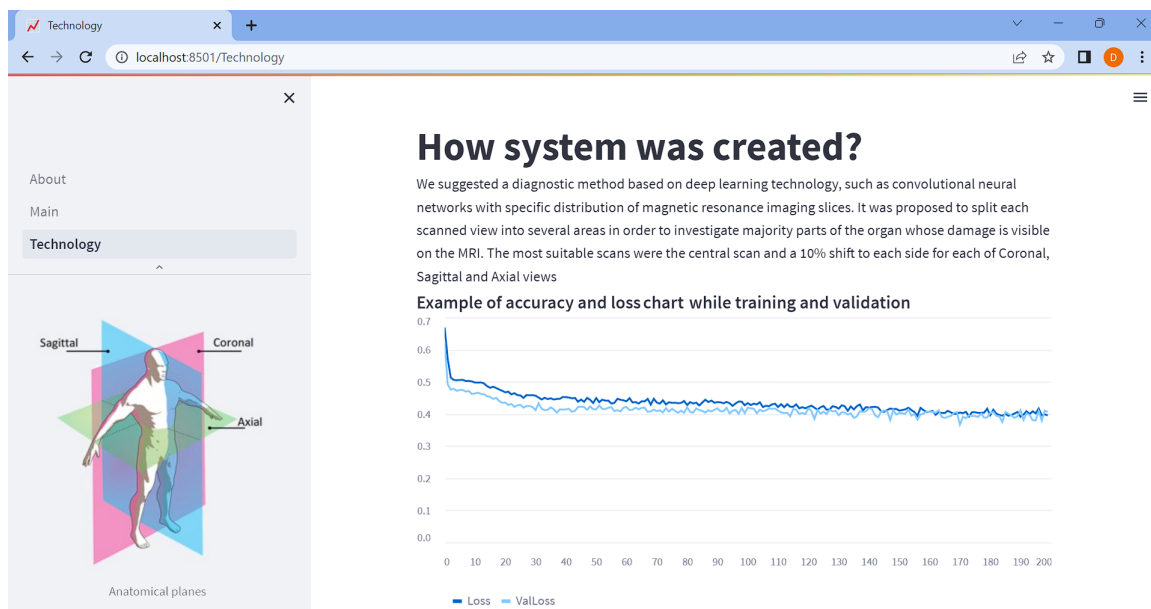 Technology
localhost:8501/Technology
D
About
Main
Technology
Sagittal
Coronal
Axial
Anatomical planes
How system was created?
We suggested a diagnostic method based on deep learning technology, such as convolutional neural
networks with specific distribution of magnetic resonance imaging slices. It was proposed to split each
scanned view into several areas in order to investigate majority parts of the organ whose damage is visible
on the MRI. The most suitable scans were the central scan and a 10% shift to each side for each of Coronal,
Sagittal and Axial views
Example of accuracy and loss chart while training and validation
0.7
0.6
0.5
0.4
0.3
0.2
0.1
0.0
0 10 20 30 40 50 60 70 80 90 100 110 120 130 140 150 160 170 180 190 200
Loss ValLoss